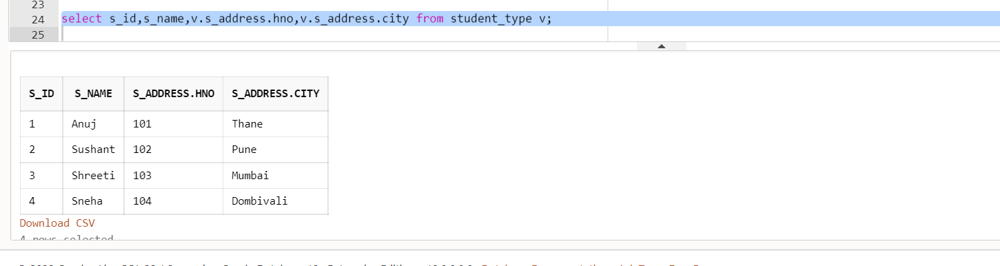 23
24 select s_id,s_name,v.s_address.hno,v.s_address.city from student_type v;
25
S_ID S_NAME S_ADDRESS.HNO S_ADDRESS.CITY
1 Anuj 101 Thane
2 Sushant 102 Pune
3 Shreeti 103 Mumbai
4 Sneha 104 Dombivali
Download CSV
4 rows selected